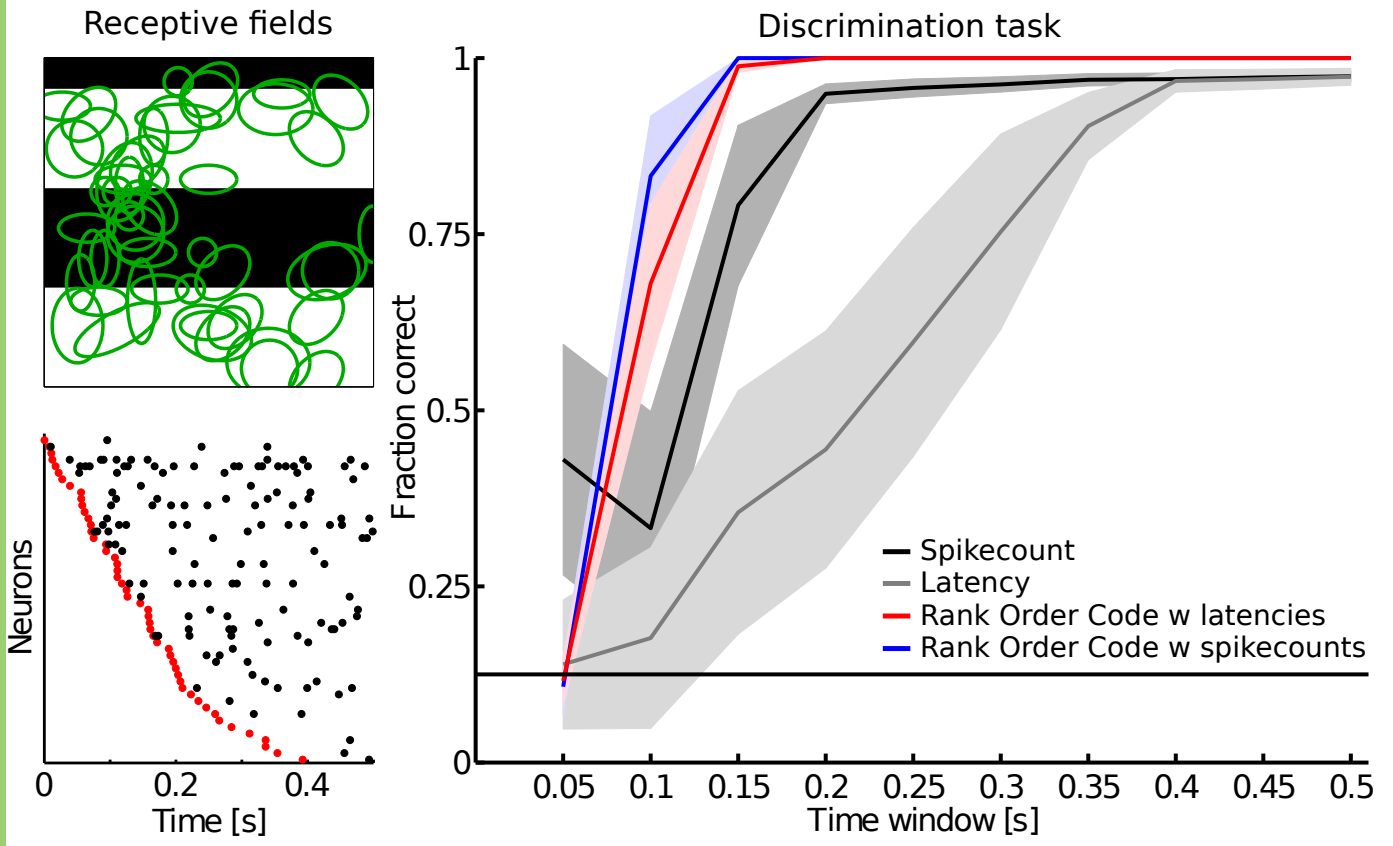 Receptive fields
Discrimination task
1
0.75
0.5
0.25
0
Fraction correct
Spikecount
Latency
Rank Order Code w latencies
Rank Order Code w spikecounts
0.05 0.1 0.15 0.2 0.25 0.3 0.35 0.4 0.45 0.5
Time window [s]
Neurons
0 0.2 0.4
Time [s]